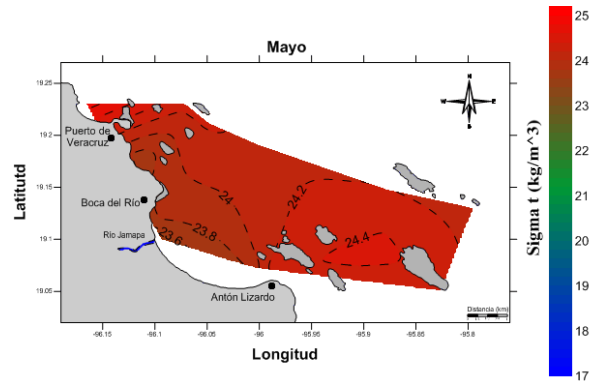 Mayo
25
24
23
22
21
20
19
18
17
Sigma t (kg/m^3)
19.25
19.2
19.15
19.1
19.05
Latitutd
N
W
E
S
Puerto de
Veracruz
Boca del Río
Río Jamapa
Antón Lizardo
24
24.2
23.8
23.6
24.4
Distancia (km)
-96.15
-96.1
-96.05
-96
-95.95
-95.9
-95.85
-95.8
Longitud